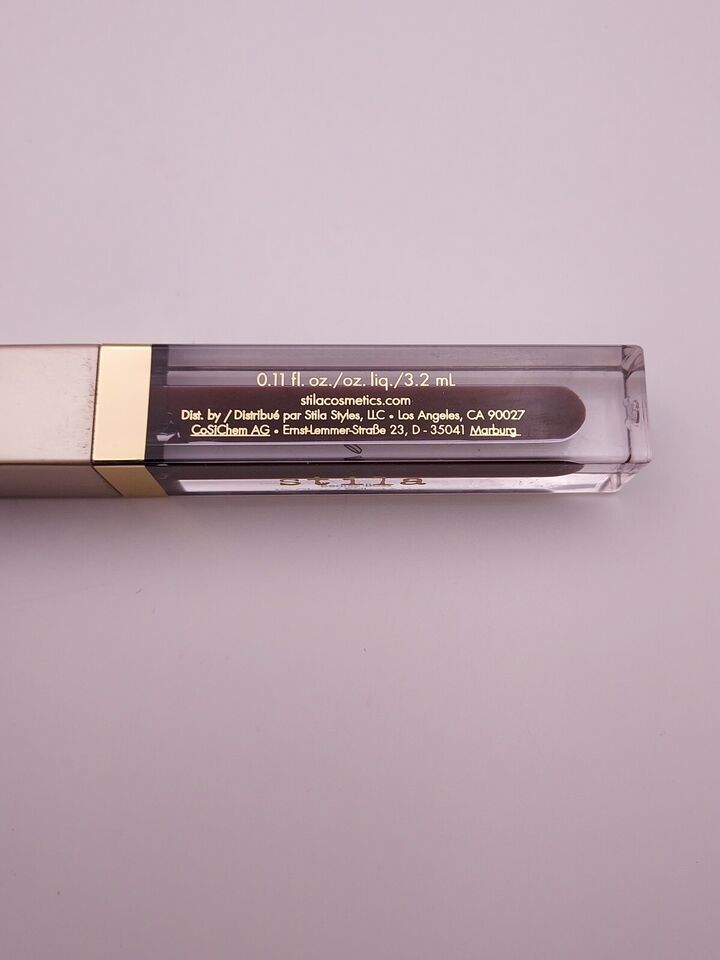 0.11 fl. oz./oz. liq./3.2 mL
stilacosmetics.com
Dist. by / Distribué par Stila Styles, LLC • Los Angeles, CA 90027
CoSiChem AG • Ernst-Lemmer-Straße 23, D - 35041 Marburg
stila